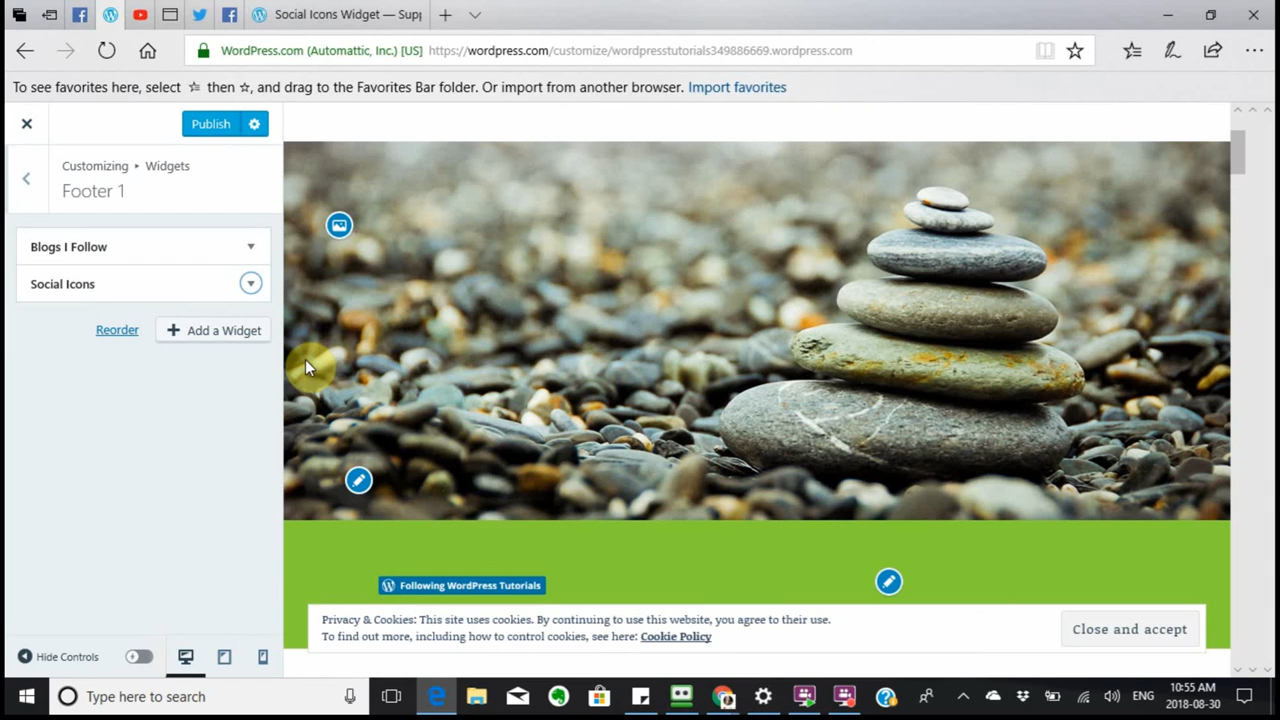 Social Icons Widget — Supp
WordPress.com (Automattic, Inc.) [US] https://wordpress.com/customize/wordpresstutorials349886669.wordpress.com
To see favorites here, select then , and drag to the Favorites Bar folder. Or import from another browser. Import favorites
Publish
Customizing ▸ Widgets
Footer 1
Blogs I Follow
Social Icons
Reorder
Add a Widget
Following WordPress Tutorials
Privacy & Cookies: This site uses cookies. By continuing to use this website, you agree to their use.
To find out more, including how to control cookies, see here: Cookie Policy
Close and accept
Hide Controls
Type here to search
ENG
10:55 AM
2018-08-30